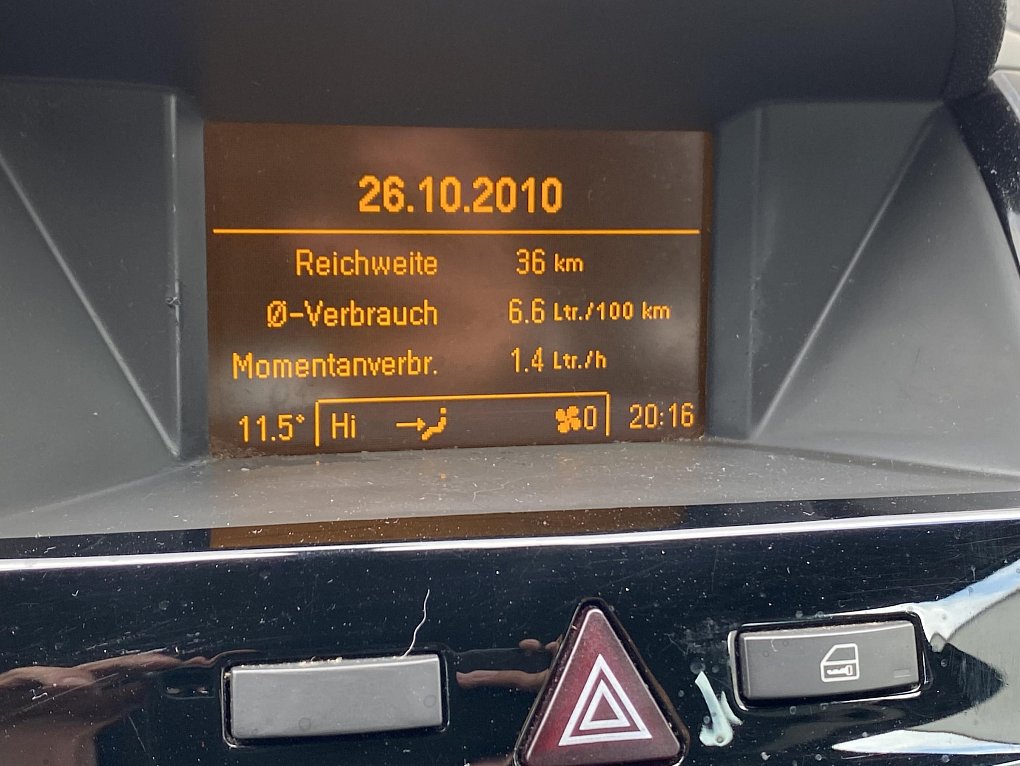 26.10.2010
Reichweite 36 km
Ø-Verbrauch 6.6 Ltr./100 km
Momentanverbr. 1.4 Ltr./h
11.5° Hi 0 20:16